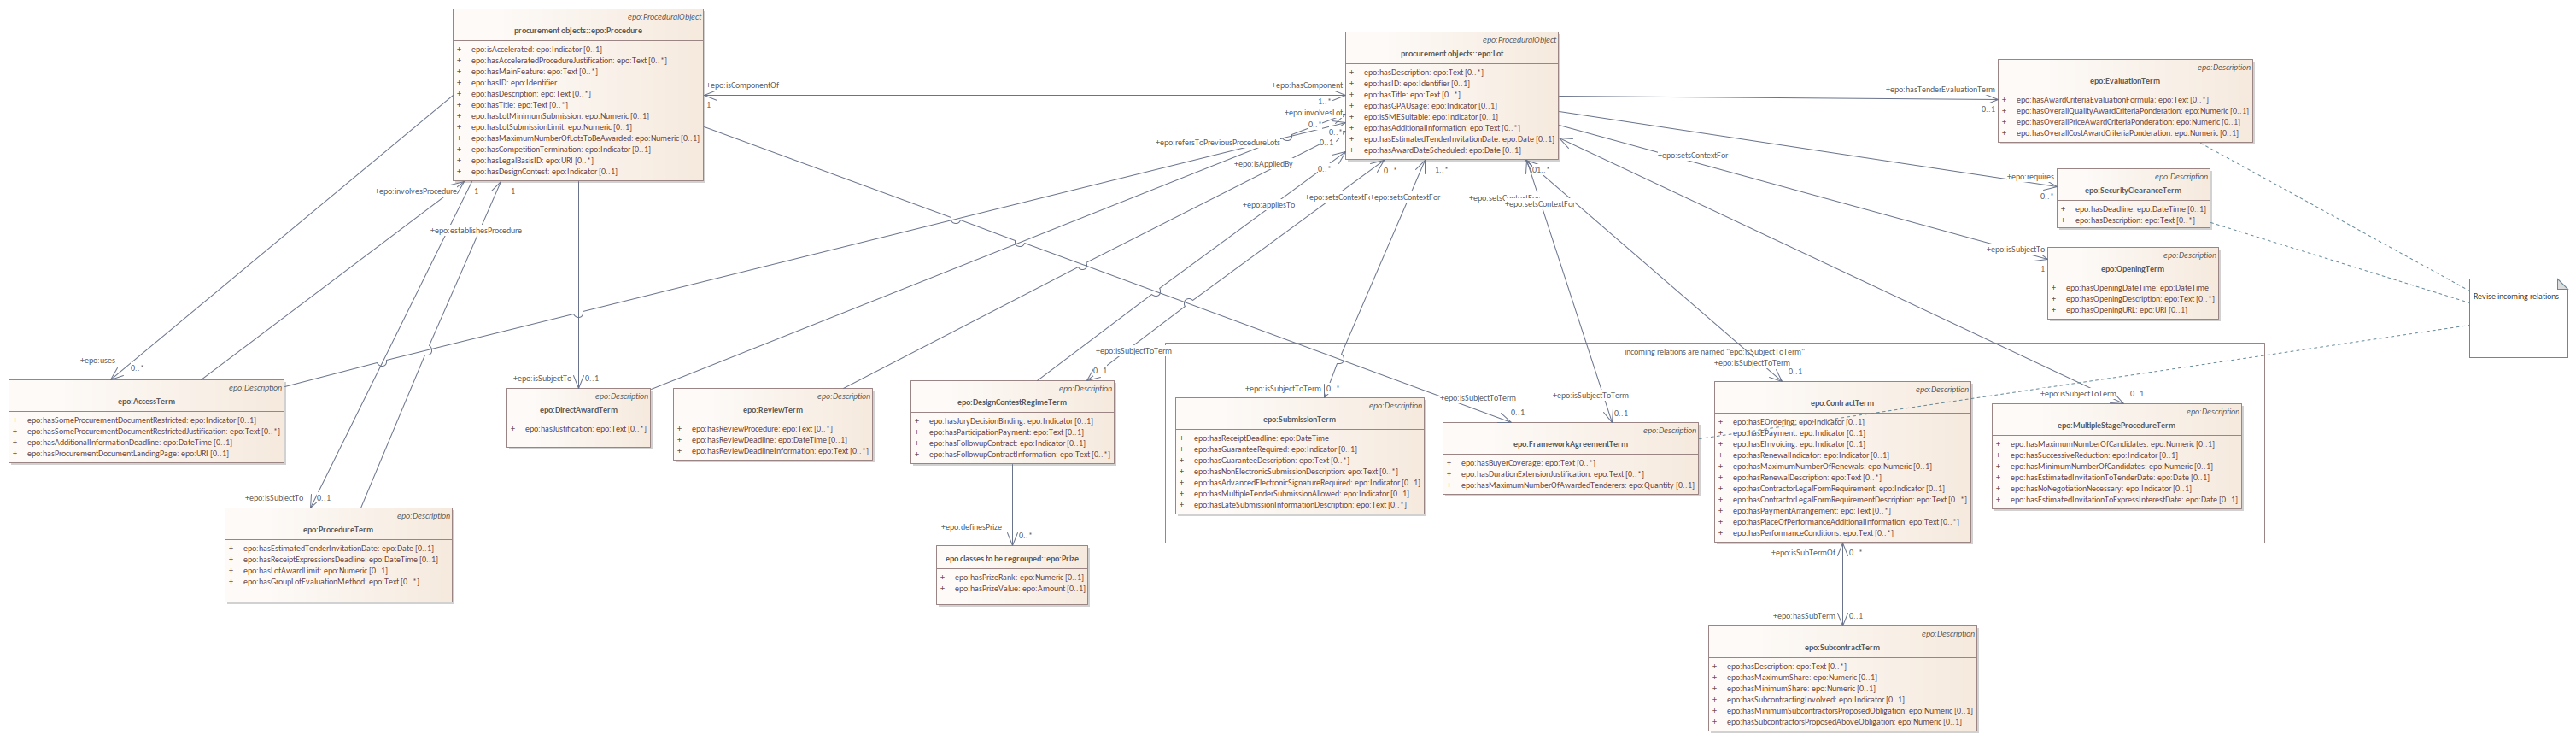 epo:ProceduralObject
procurement objects::epo:Procedure
+ epo:isAccelerated: epo:Indicator [0..1]
+ epo:hasAcceleratedProcedureJustification: epo:Text [0..*]
+ epo:hasMainFeature: epo:Text [0..*]
+ epo:hasID: epo:Identifier
+ epo:hasDescription: epo:Text [0..*]
+ epo:hasTitle: epo:Text [0..*]
+ epo:hasLotMinimumSubmission: epo:Numeric [0..1]
+ epo:hasLotSubmissionLimit: epo:Numeric [0..1]
+ epo:hasMaximumNumberOfLotsToBeAwarded: epo:Numeric [0..1]
+ epo:hasCompetitionTermination: epo:Indicator [0..1]
+ epo:hasLegalBasisID: epo:URI [0..*]
+ epo:hasDesignContest: epo:Indicator [0..1]
+epo:isComponentOf
1
+epo:hasComponent
1..*
+epo:involvesLot
0..*
0..*
+epo:refersToPreviousProcedureLots
0..1
+epo:isAppliedBy
0..*
epo:ProceduralObject
procurement objects::epo:Lot
+ epo:hasDescription: epo:Text [0..*]
+ epo:hasID: epo:Identifier [0..1]
+ epo:hasTitle: epo:Text [0..*]
+ epo:hasGPAUsage: epo:Indicator [0..1]
+ epo:isSMESuitable: epo:Indicator [0..1]
+ epo:hasAdditionalInformation: epo:Text [0..*]
+ epo:hasEstimatedTenderInvitationDate: epo:Date [0..1]
+ epo:hasAwardDateScheduled: epo:Date [0..1]
+epo:hasTenderEvaluationTerm
0..1
epo:Description
epo:EvaluationTerm
+ epo:hasAwardCriteriaEvaluationFormula: epo:Text [0..*]
+ epo:hasOverallQualityAwardCriteriaPonderation: epo:Numeric [0..1]
+ epo:hasOverallPriceAwardCriteriaPonderation: epo:Numeric [0..1]
+ epo:hasOverallCostAwardCriteriaPonderation: epo:Numeric [0..1]
+epo:setsContextFor
+epo:requires
0..*
epo:Description
epo:SecurityClearanceTerm
+ epo:hasDeadline: epo:DateTime [0..1]
+ epo:hasDescription: epo:Text [0..*]
+epo:involvesProcedure
1
1
+epo:establishesProcedure
+epo:appliesTo
0..*
1..*
+epo:setsContextFor
+epo:setsContextFor
+epo:isSubjectTo
1
epo:Description
epo:OpeningTerm
+ epo:hasOpeningDateTime: epo:DateTime
+ epo:hasOpeningDescription: epo:Text [0..*]
+ epo:hasOpeningURL: epo:URI [0..1]
Revise incoming relations
+epo:uses
0..*
+epo:isSubjectTo
0..1
+epo:isSubjectToTerm
0..1
incoming relations are named "epo:isSubjectToTerm"
+epo:isSubjectToTerm
0..1
+epo:isSubjectToTerm
0..*
+epo:isSubjectToTerm
0..1
+epo:isSubjectToTerm
0..1
+epo:isSubjectToTerm
0..1
epo:Description
epo:AccessTerm
+ epo:hasSomeProcurementDocumentRestricted: epo:Indicator [0..1]
+ epo:hasSomeProcurementDocumentRestrictedJustification: epo:Text [0..*]
+ epo:hasAdditionalInformationDeadline: epo:DateTime [0..1]
+ epo:hasProcurementDocumentLandingPage: epo:URI [0..1]
epo:Description
epo:DirectAwardTerm
+ epo:hasJustification: epo:Text [0..*]
epo:Description
epo:ReviewTerm
+ epo:hasReviewProcedure: epo:Text [0..*]
+ epo:hasReviewDeadline: epo:DateTime [0..1]
+ epo:hasReviewDeadlineInformation: epo:Text [0..*]
epo:Description
epo:DesignContestRegimeTerm
+ epo:hasJuryDecisionBinding: epo:Indicator [0..1]
+ epo:hasParticipationPayment: epo:Text [0..1]
+ epo:hasFollowupContract: epo:Indicator [0..1]
+ epo:hasFollowupContractInformation: epo:Text [0..*]
epo:Description
epo:SubmissionTerm
+ epo:hasReceiptDeadline: epo:DateTime
+ epo:hasGuaranteeRequired: epo:Indicator [0..1]
+ epo:hasGuaranteeDescription: epo:Text [0..*]
+ epo:hasNonElectronicSubmissionDescription: epo:Text [0..*]
+ epo:hasAdvancedElectronicSignatureRequired: epo:Indicator [0..1]
+ epo:hasMultipleTenderSubmissionAllowed: epo:Indicator [0..1]
+ epo:hasLateSubmissionInformationDescription: epo:Text [0..*]
epo:Description
epo:FrameworkAgreementTerm
+ epo:hasBuyerCoverage: epo:Text [0..*]
+ epo:hasDurationExtensionJustification: epo:Text [0..*]
+ epo:hasMaximumNumberOfAwardedTenderers: epo:Quantity [0..1]
epo:Description
epo:ContractTerm
+ epo:hasEOrdering: epo:Indicator [0..1]
+ epo:hasEPayment: epo:Indicator [0..1]
+ epo:hasEInvoicing: epo:Indicator [0..1]
+ epo:hasRenewalIndicator: epo:Indicator [0..1]
+ epo:hasMaximumNumberOfRenewals: epo:Numeric [0..1]
+ epo:hasRenewalDescription: epo:Text [0..*]
+ epo:hasContractorLegalFormRequirement: epo:Indicator [0..1]
+ epo:hasContractorLegalFormRequirementDescription: epo:Text [0..*]
+ epo:hasPaymentArrangement: epo:Text [0..*]
+ epo:hasPlaceOfPerformanceAdditionalInformation: epo:Text [0..*]
+ epo:hasPerformanceConditions: epo:Text [0..*]
epo:Description
epo:MultipleStageProcedureTerm
+ epo:hasMaximumNumberOfCandidates: epo:Numeric [0..1]
+ epo:hasSuccessiveReduction: epo:Indicator [0..1]
+ epo:hasMinimumNumberOfCandidates: epo:Numeric [0..1]
+ epo:hasEstimatedInvitationToTenderDate: epo:Date [0..1]
+ epo:hasNoNegotiationNecessary: epo:Indicator [0..1]
+ epo:hasEstimatedInvitationToExpressInterestDate: epo:Date [0..1]
+epo:isSubjectTo
0..1
epo:Description
epo:ProcedureTerm
+ epo:hasEstimatedTenderInvitationDate: epo:Date [0..1]
+ epo:hasReceiptExpressionsDeadline: epo:DateTime [0..1]
+ epo:hasLotAwardLimit: epo:Numeric [0..1]
+ epo:hasGroupLotEvaluationMethod: epo:Text [0..*]
+epo:definesPrize
0..*
epo classes to be regrouped::epo:Prize
+ epo:hasPrizeRank: epo:Numeric [0..1]
+ epo:hasPrizeValue: epo:Amount [0..1]
+epo:isSubTermOf
0..*
+epo:hasSubTerm
0..1
epo:Description
epo:SubcontractTerm
+ epo:hasDescription: epo:Text [0..*]
+ epo:hasMaximumShare: epo:Numeric [0..1]
+ epo:hasMinimumShare: epo:Numeric [0..1]
+ epo:hasSubcontractingInvolved: epo:Indicator [0..1]
+ epo:hasMinimumSubcontractorsProposedObligation: epo:Numeric [0..1]
+ epo:hasSubcontractorsProposedAboveObligation: epo:Numeric [0..1]